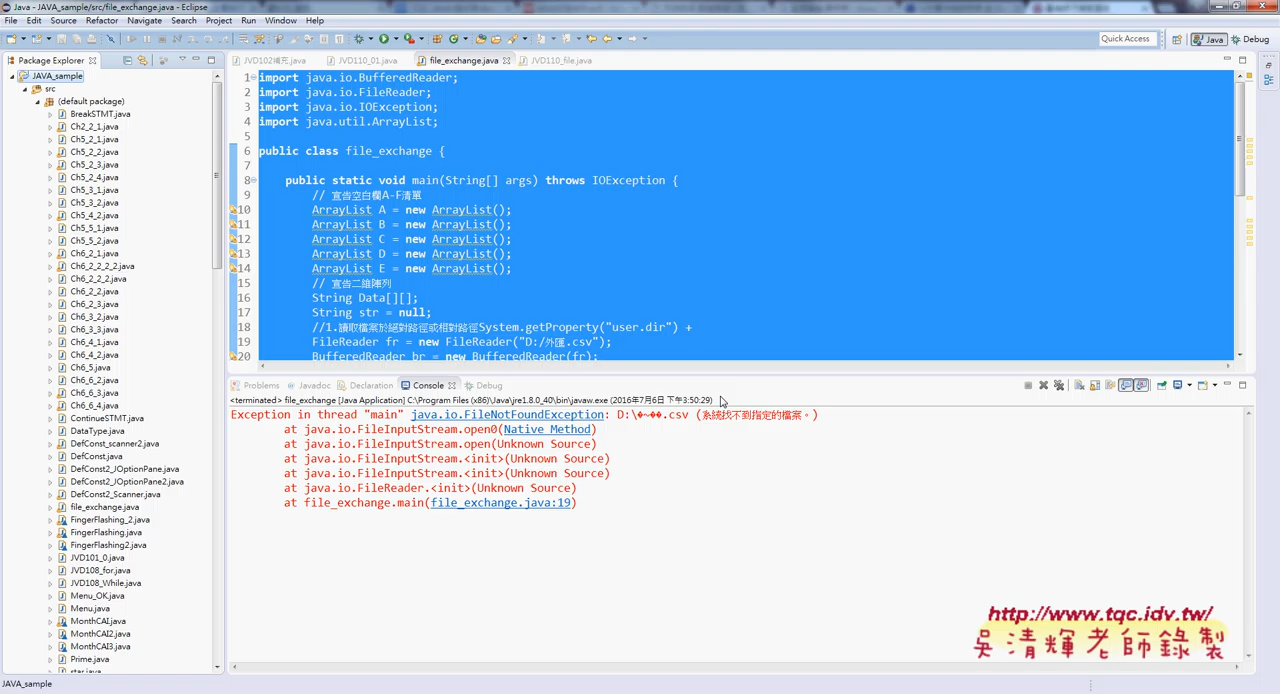 Java - JAVA_sample/src/file_exchange.java - Eclipse
File Edit Source Refactor Navigate Search Project Run Window Help
Quick Access
Java
Debug
Package Explorer
JVD102補充.java
JVD110_01.java
file_exchange.java
JVD110_file.java
JAVA_sample
src
(default package)
BreakSTMT.java
Ch2_2_1.java
Ch5_2_1.java
Ch5_2_2.java
Ch5_2_3.java
Ch5_2_4.java
Ch5_3_1.java
Ch5_3_2.java
Ch5_4_2.java
Ch5_5_1.java
Ch5_5_2.java
Ch6_2_1.java
Ch6_2_2_2_2.java
Ch6_2_2_2.java
Ch6_2_2.java
Ch6_2_3.java
Ch6_3_2.java
Ch6_3_3.java
Ch6_4_1.java
Ch6_4_2.java
Ch6_5.java
Ch6_6_2.java
Ch6_6_3.java
Ch6_6_4.java
ContinueSTMT.java
DataType.java
DefConst_scanner2.java
DefConst.java
DefConst2_JOptionPane.java
DefConst2_JOptionPane2.java
DefConst2_Scanner.java
file_exchange.java
FingerFlashing_2.java
FingerFlashing.java
FingerFlashing2.java
JVD101_0.java
JVD108_for.java
JVD108_While.java
Menu_OK.java
Menu.java
MonthCAI.java
MonthCAI2.java
MonthCAI3.java
Prime.java
star.java
1 import java.io.BufferedReader;
2 import java.io.FileReader;
3 import java.io.IOException;
4 import java.util.ArrayList;
5
6 public class file_exchange {
7
8 public static void main(String[] args) throws IOException {
9 // 宣告空白欄A-F清單
10 ArrayList A = new ArrayList();
11 ArrayList B = new ArrayList();
12 ArrayList C = new ArrayList();
13 ArrayList D = new ArrayList();
14 ArrayList E = new ArrayList();
15 // 宣告二維陣列
16 String Data[][];
17 String str = null;
18 //1.讀取檔案於絕對路徑或相對路徑System.getProperty("user.dir") +
19 FileReader fr = new FileReader("D:/外匯.csv");
20 BufferedReader br = new BufferedReader(fr);
Problems Javadoc Declaration Console Debug
<terminated> file_exchange [Java Application] C:\Program Files (x86)\Java\jre1.8.0_40\bin\javaw.exe (2016年7月6日 下午3:50:29)
Exception in thread "main" java.io.FileNotFoundException: D:\�~��.csv (系統找不到指定的檔案。)
at java.io.FileInputStream.open0(Native Method)
at java.io.FileInputStream.open(Unknown Source)
at java.io.FileInputStream.<init>(Unknown Source)
at java.io.FileInputStream.<init>(Unknown Source)
at java.io.FileReader.<init>(Unknown Source)
at file_exchange.main(file_exchange.java:19)
http://www.tqc.idv.tw/
吳清輝老師錄製
JAVA_sample